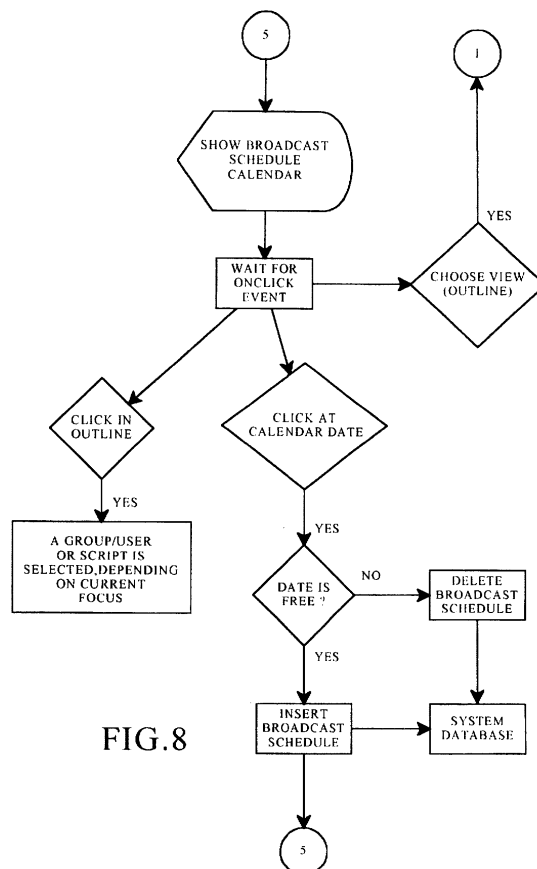 5
1
SHOW BROADCAST
SCHEDULE
CALENDAR
YES
WAIT FOR
ONCLICK
EVENT
CHOOSE VIEW
(OUTLINE)
CLICK IN
OUTLINE
CLICK AT
CALENDAR DATE
YES
YES
A GROUP/USER
OR SCRIPT IS
SELECTED,DEPENDING
ON CURRENT
FOCUS
DATE IS
FREE ?
NO
DELETE
BROADCAST
SCHEDULE
YES
INSERT
BROADCAST
SCHEDULE
SYSTEM
DATABASE
FIG.8
5